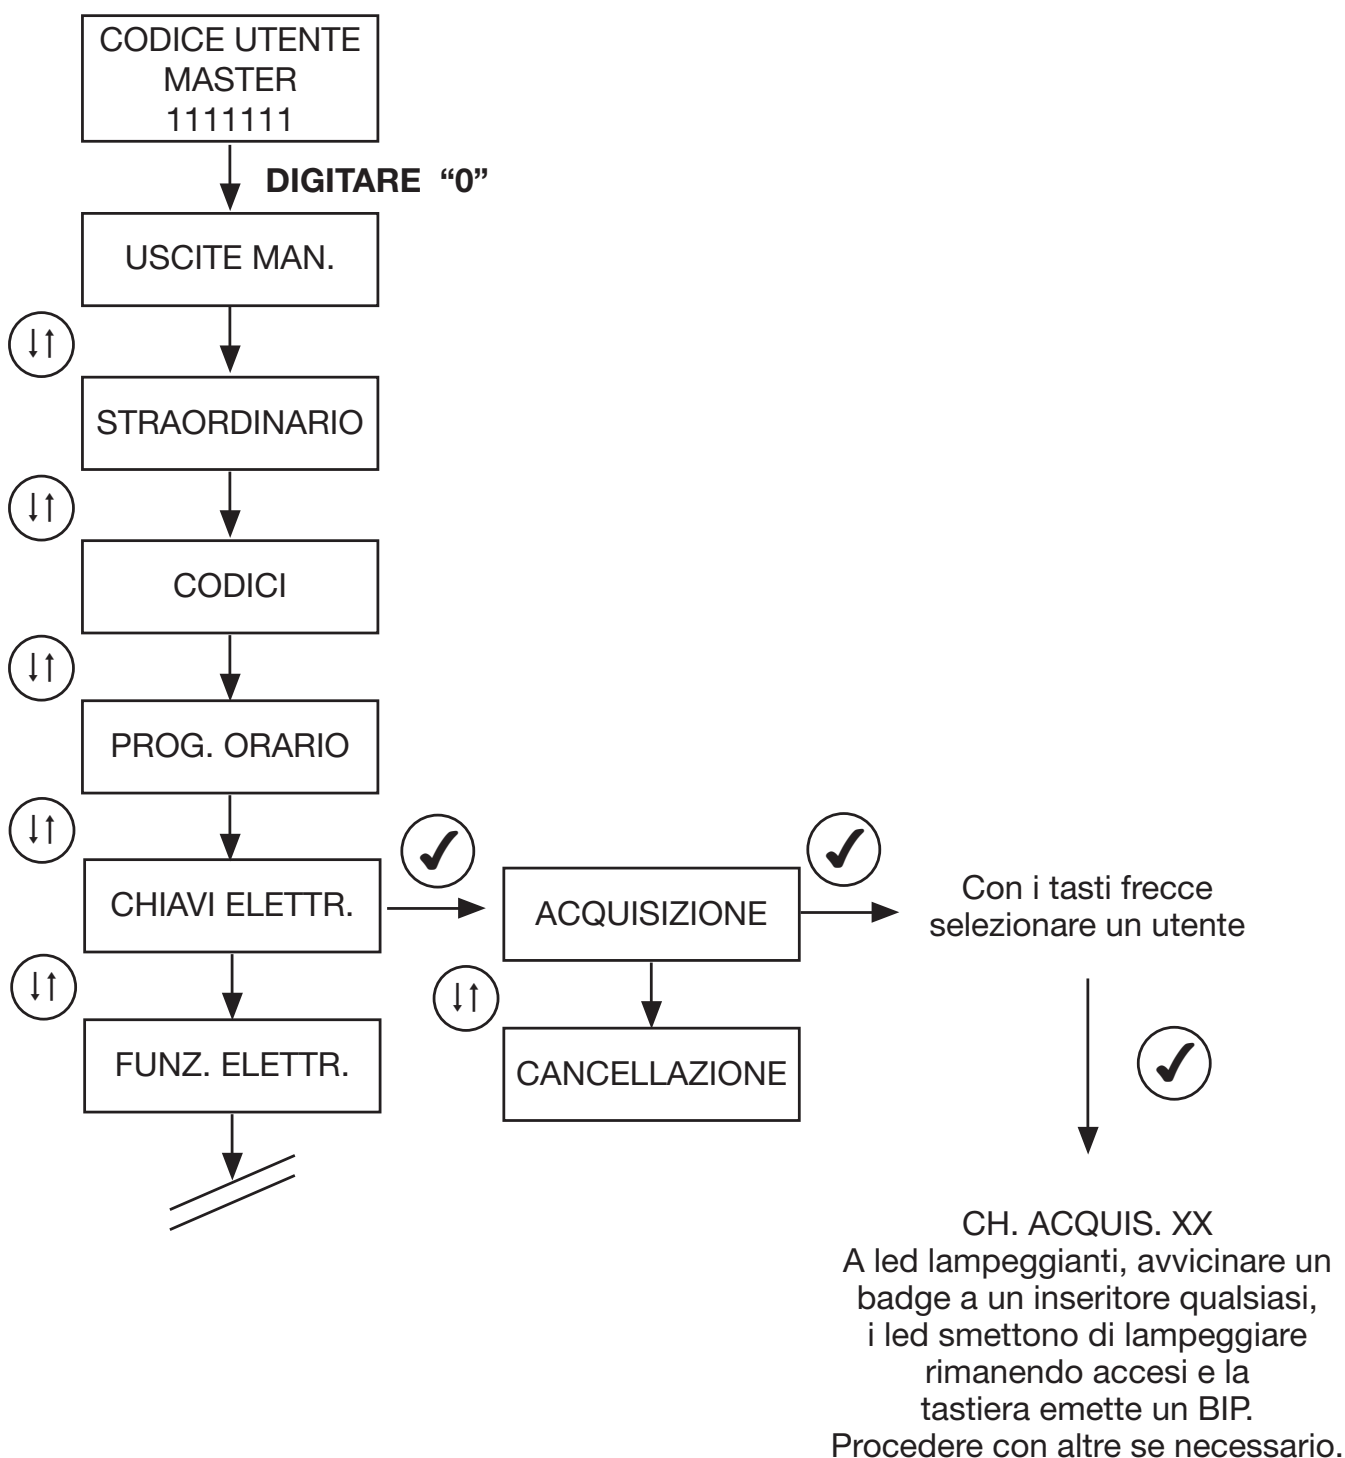 CODICE UTENTE
MASTER
1111111
DIGITARE “0”
USCITE MAN.
STRAORDINARIO
CODICI
PROG. ORARIO
CHIAVI ELETTR.
ACQUISIZIONE
Con i tasti frecce
selezionare un utente
FUNZ. ELETTR.
CANCELLAZIONE
CH. ACQUIS. XX
A led lampeggianti, avvicinare un
badge a un inseritore qualsiasi,
i led smettono di lampeggiare
rimanendo accesi e la
tastiera emette un BIP.
Procedere con altre se necessario.